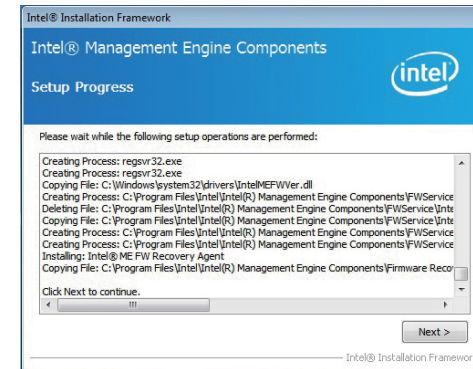 Intel® Installation Framework
Intel® Management Engine Components
Setup Progress
intel
Please wait while the following setup operations are performed:
Creating Process: regsvr32.exe
Creating Process: regsvr32.exe
Copying File: C:\Windows\system32\drivers\IntelMEFWVer.dll
Creating Process: C:\Program Files\Intel\Intel(R) Management Engine Components\FWService
Deleting File: C:\Program Files\Intel\Intel(R) Management Engine Components\FWService\Inte
Copying File: C:\Program Files\Intel\Intel(R) Management Engine Components\FWService\Inte
Creating Process: C:\Program Files\Intel\Intel(R) Management Engine Components\FWService
Creating Process: C:\Program Files\Intel\Intel(R) Management Engine Components\FWService
Installing: Intel® ME FW Recovery Agent
Copying File: C:\Program Files\Intel\Intel(R) Management Engine Components\Firmware Reco
Click Next to continue.
Next >
Intel® Installation Framewor